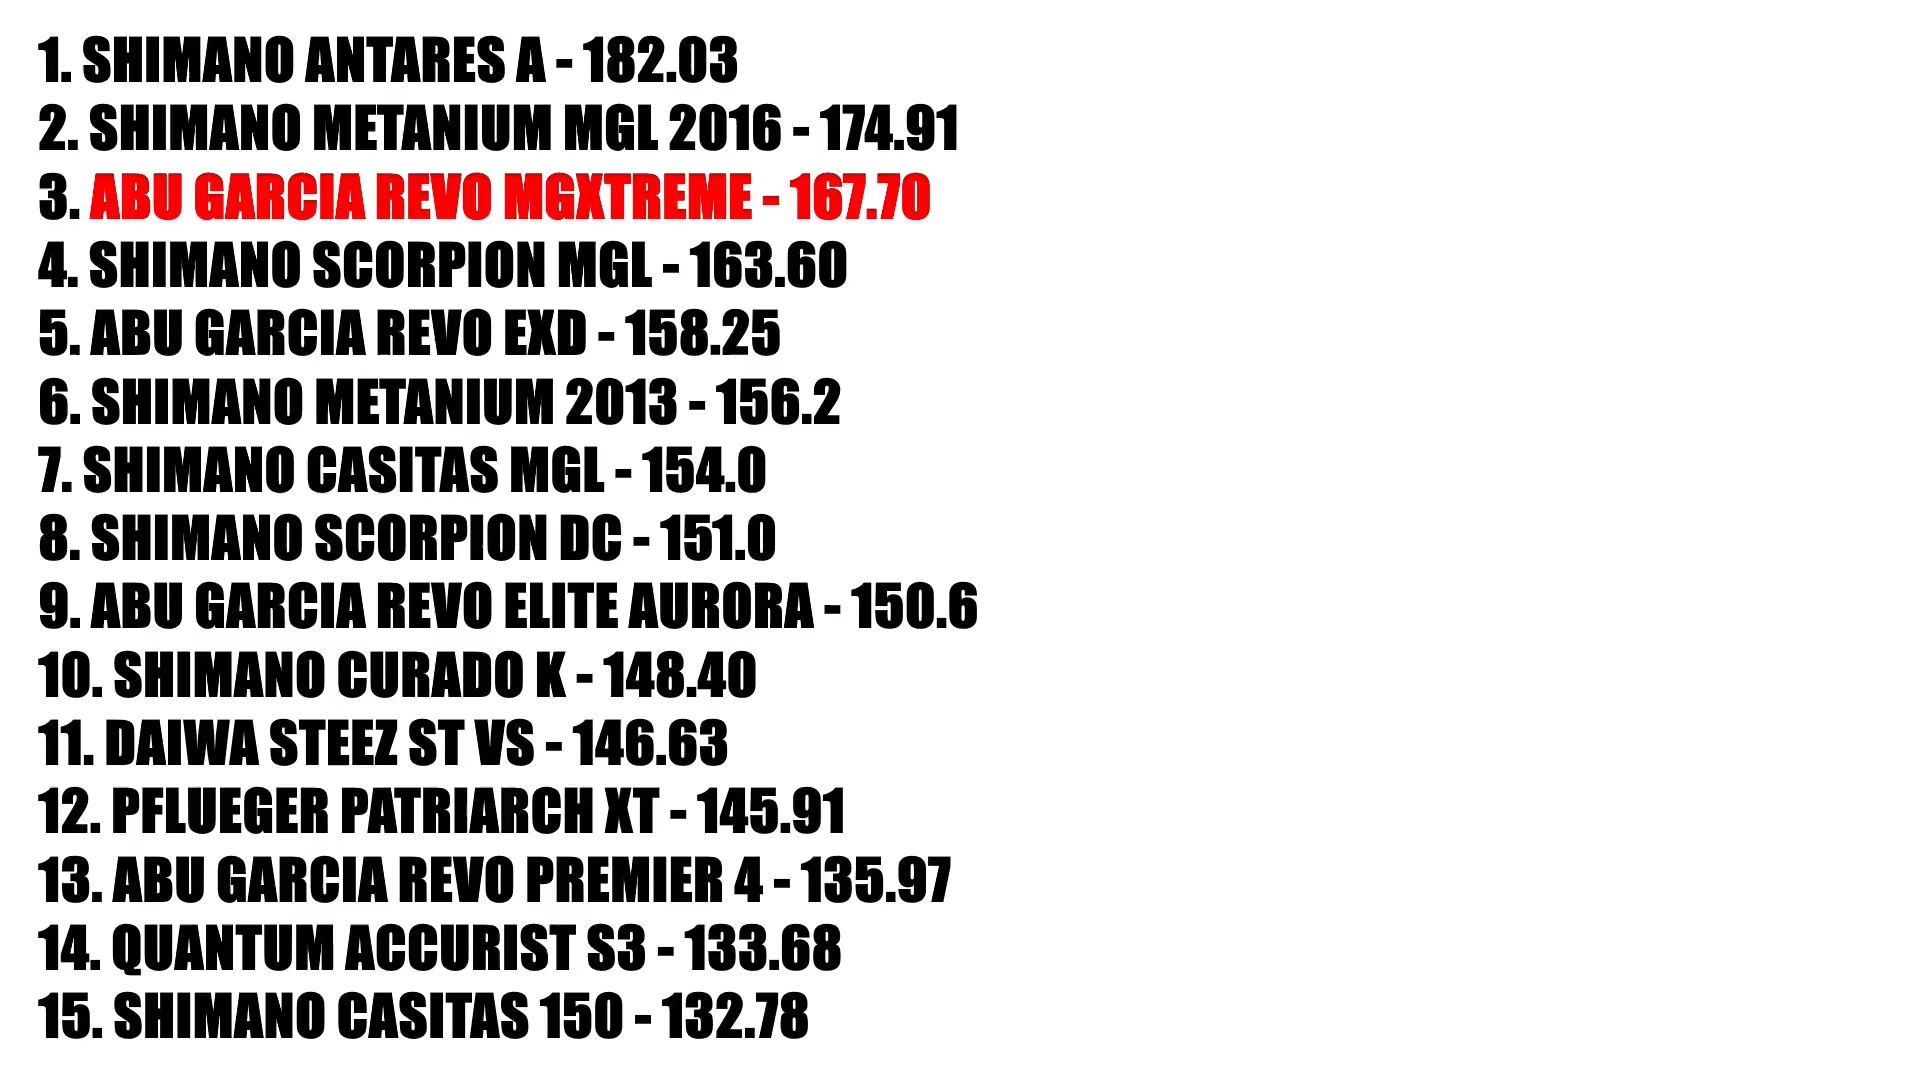 1. SHIMANO ANTARES A - 182.03
2. SHIMANO METANIUM MGL 2016 - 174.91
3. ABU GARCIA REVO MGXTREME - 167.70
4. SHIMANO SCORPION MGL - 163.60
5. ABU GARCIA REVO EXD - 158.25
6. SHIMANO METANIUM 2013 - 156.2
7. SHIMANO CASITAS MGL - 154.0
8. SHIMANO SCORPION DC - 151.0
9. ABU GARCIA REVO ELITE AURORA - 150.6
10. SHIMANO CURADO K - 148.40
11. DAIWA STEEZ ST VS - 146.63
12. PFLUEGER PATRIARCH XT - 145.91
13. ABU GARCIA REVO PREMIER 4 - 135.97
14. QUANTUM ACCURIST S3 - 133.68
15. SHIMANO CASITAS 150 - 132.78